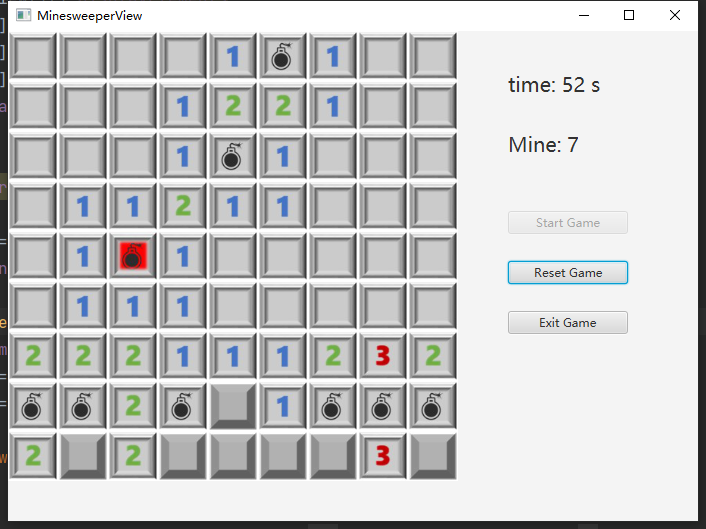 MinesweeperView
1 1
1 2 2 1
1 1
1 1 2 1 1
1 1
1 1 1
2 2 2 1 1 1 2 3 2
2 1
2 2 3
time: 52 s
Mine: 7
Start Game
Reset Game
Exit Game